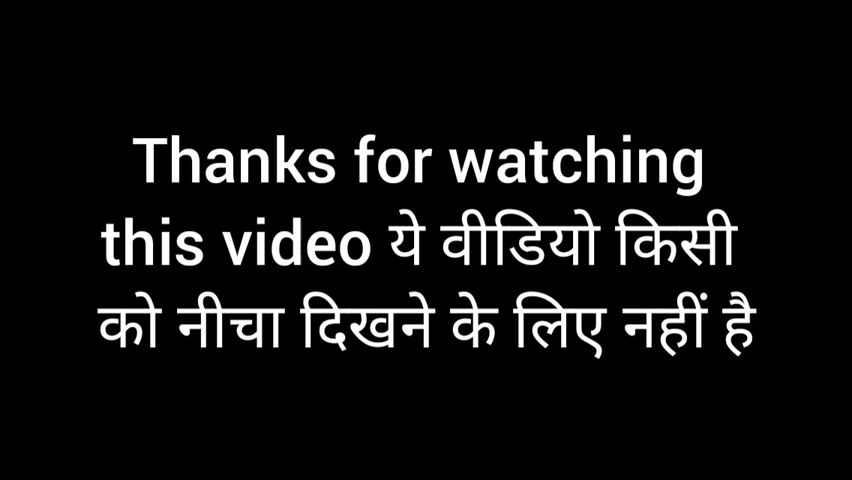 Thanks for watching
this video ये वीडियो किसी
को नीचा दिखने के लिए नहीं है